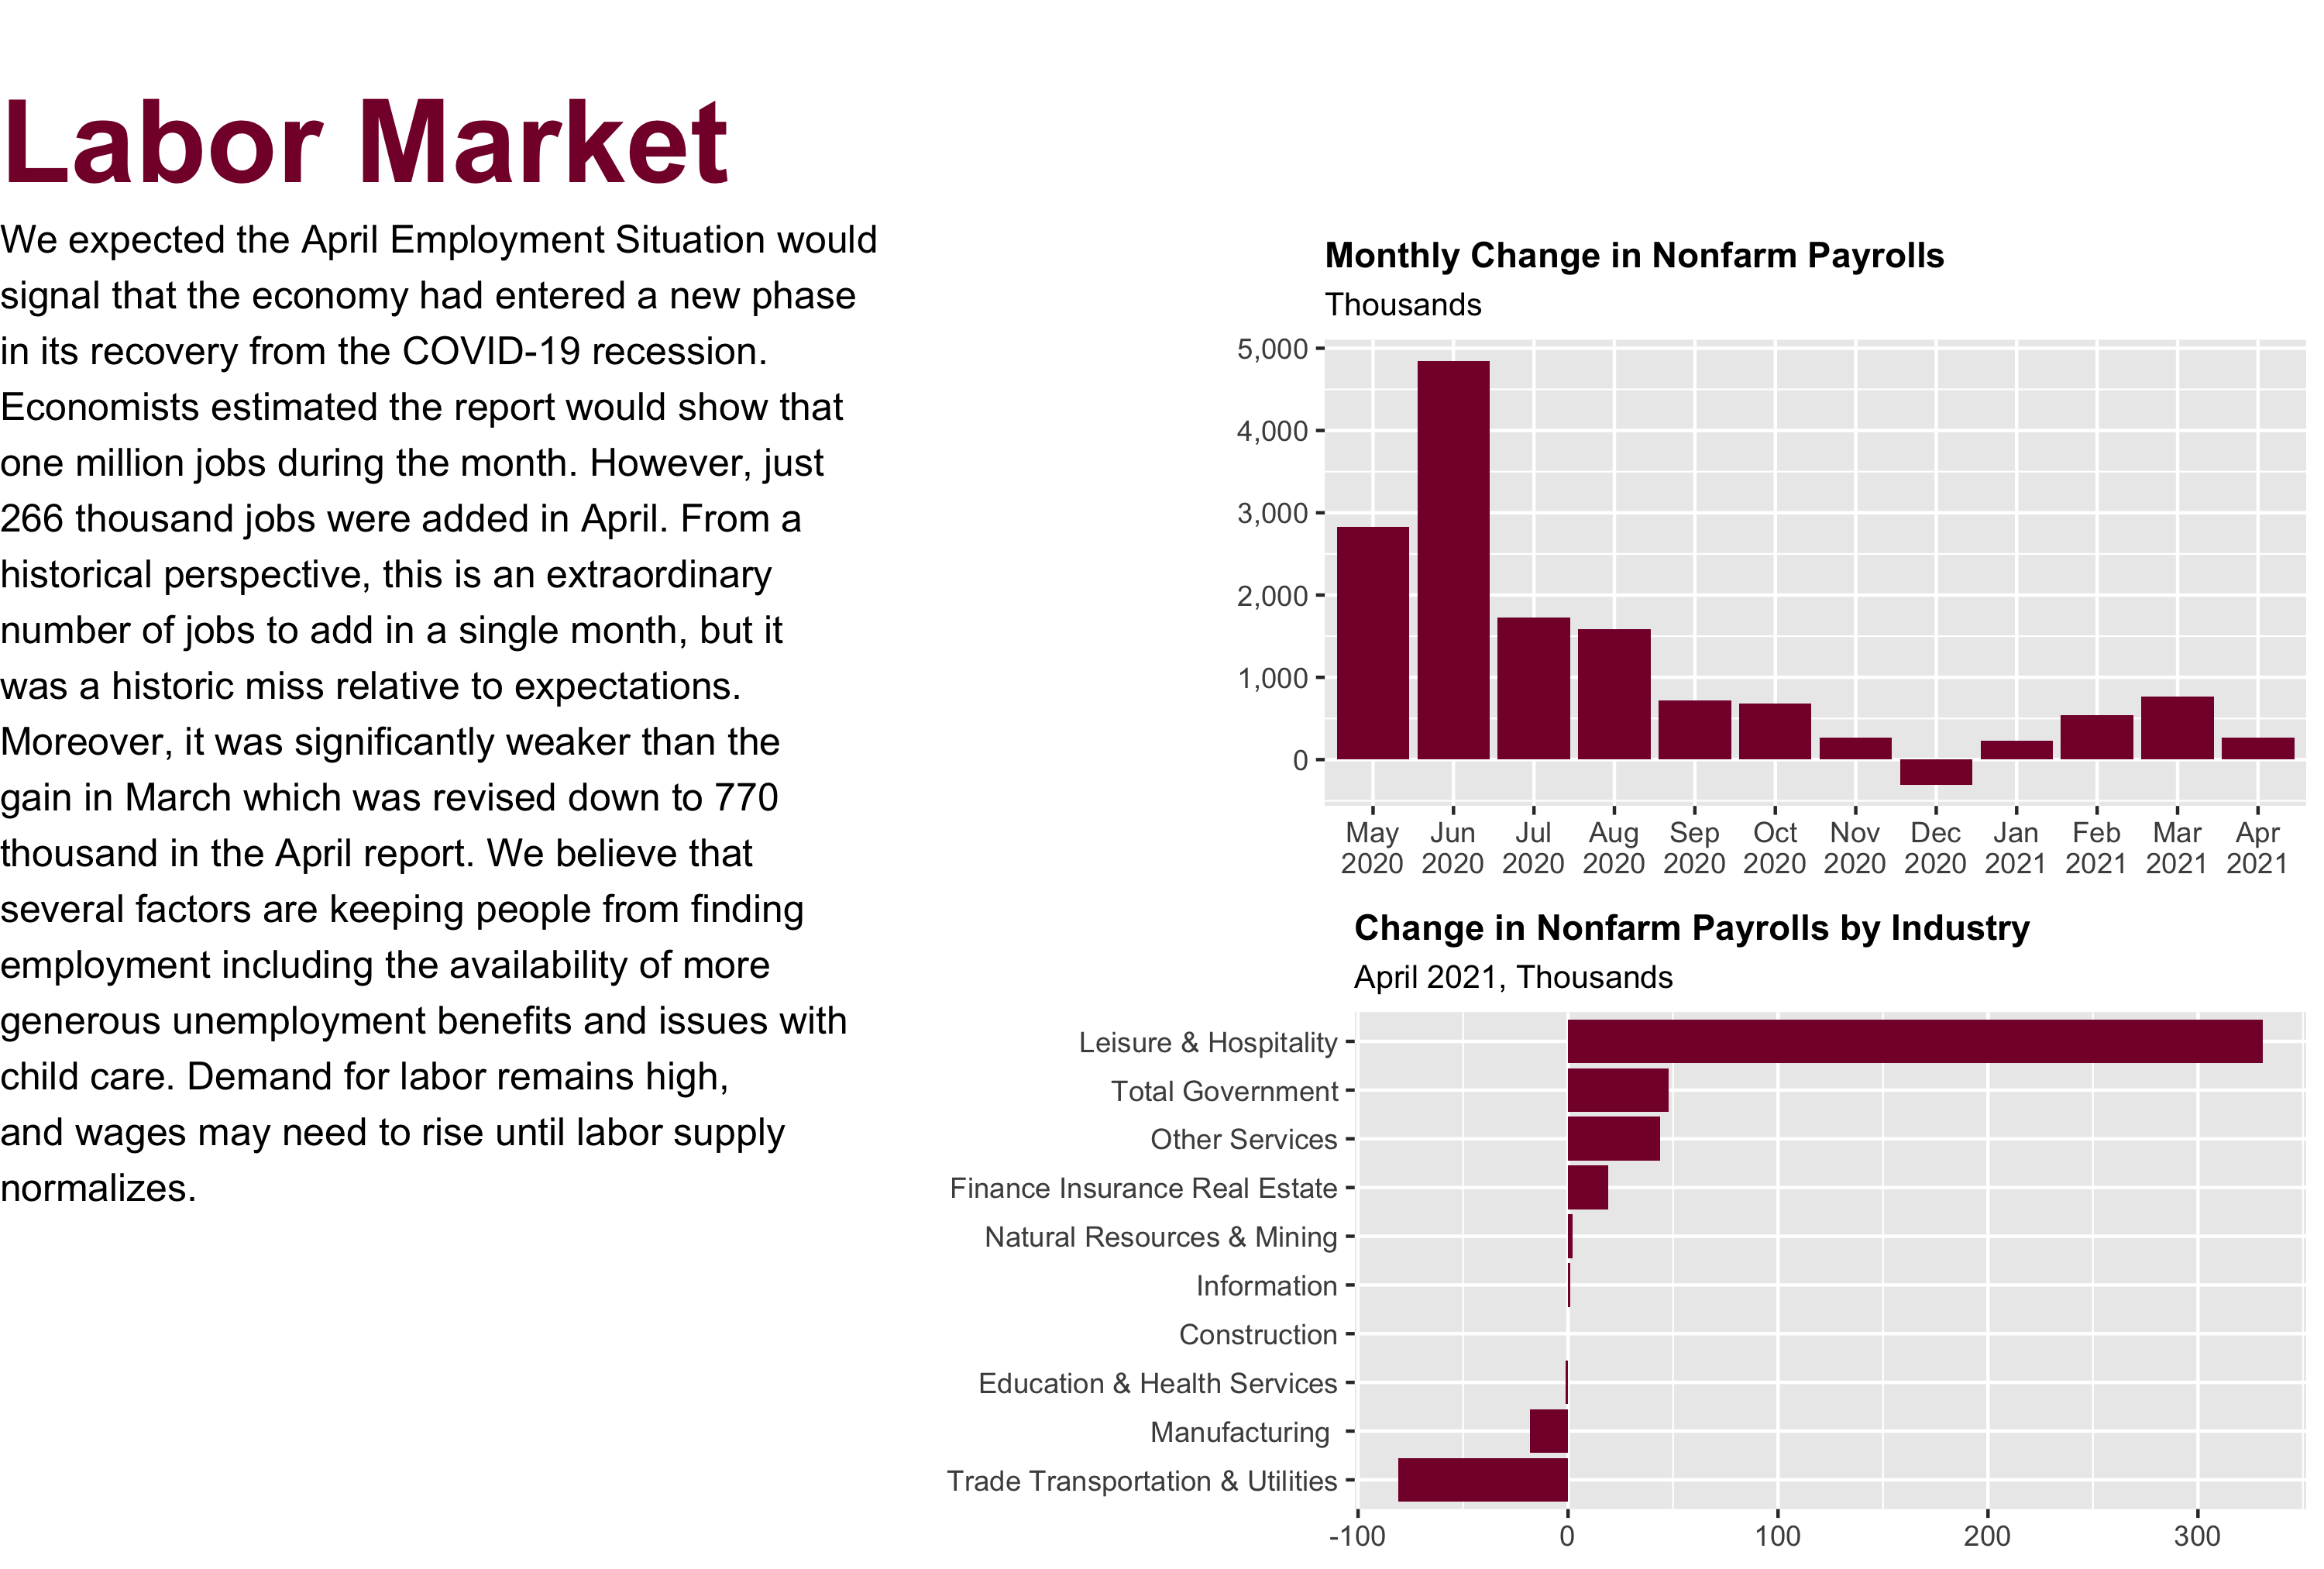 Labor Market
We expected the April Employment Situation would
signal that the economy had entered a new phase
in its recovery from the COVID-19 recession.
Economists estimated the report would show that
one million jobs during the month. However, just
266 thousand jobs were added in April. From a
historical perspective, this is an extraordinary
number of jobs to add in a single month, but it
was a historic miss relative to expectations.
Moreover, it was significantly weaker than the
gain in March which was revised down to 770
thousand in the April report. We believe that
several factors are keeping people from finding
employment including the availability of more
generous unemployment benefits and issues with
child care. Demand for labor remains high,
and wages may need to rise until labor supply
normalizes.
Monthly Change in Nonfarm Payrolls
Thousands
5,000
4,000
3,000
2,000
1,000
0
May Jun Jul Aug Sep Oct Nov Dec Jan Feb Mar Apr
2020 2020 2020 2020 2020 2020 2020 2020 2021 2021 2021 2021
Change in Nonfarm Payrolls by Industry
April 2021, Thousands
Leisure & Hospitality
Total Government
Other Services
Finance Insurance Real Estate
Natural Resources & Mining
Information
Construction
Education & Health Services
Manufacturing
Trade Transportation & Utilities
-100 0 100 200 300